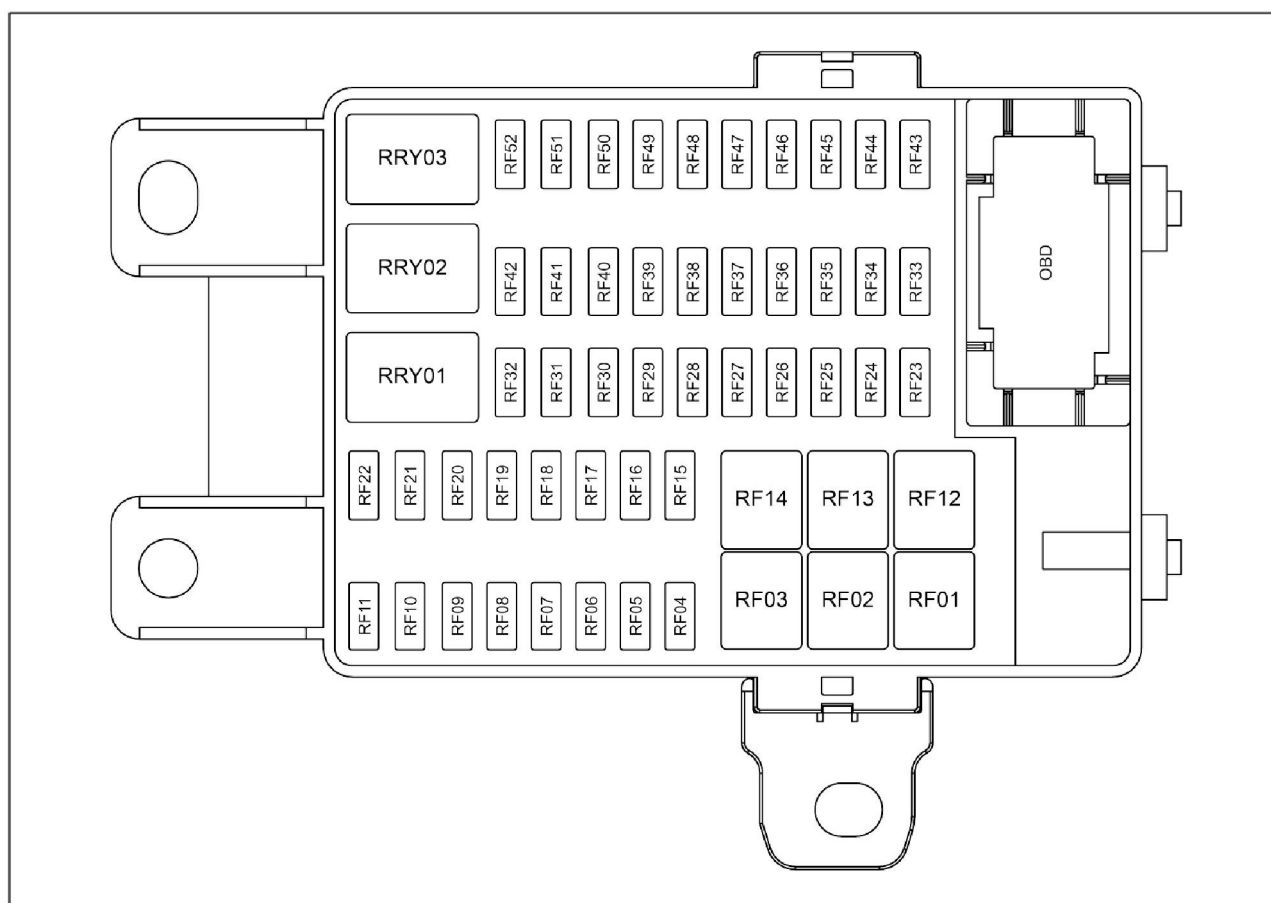 RRY03 RF52 RF51 RF50 RF49 RF48 RF47 RF46 RF45 RF44 RF43
RRY02 RF42 RF41 RF40 RF39 RF38 RF37 RF36 RF35 RF34 RF33
OBD
RRY01 RF32 RF31 RF30 RF29 RF28 RF27 RF26 RF25 RF24 RF23
RF22 RF21 RF20 RF19 RF18 RF17 RF16 RF15 RF14 RF13 RF12
RF11 RF10 RF09 RF08 RF07 RF06 RF05 RF04 RF03 RF02 RF01